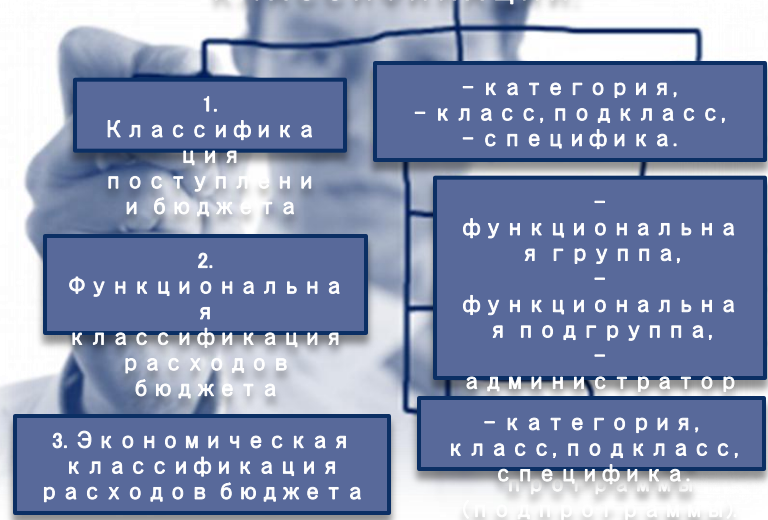 1.
Классифика
ция
поступлени
и бюджета
– категория,
– класс, подкласс,
– специфика.
2.
Функциональна
я
классификация
расходов
бюджета
–
функциональна
я группа,
–
функциональна
я подгруппа,
–
администратор
программы
(подпрограммы).
3. Экономическая
классификация
расходов бюджета
– категория,
класс, подкласс,
специфика.